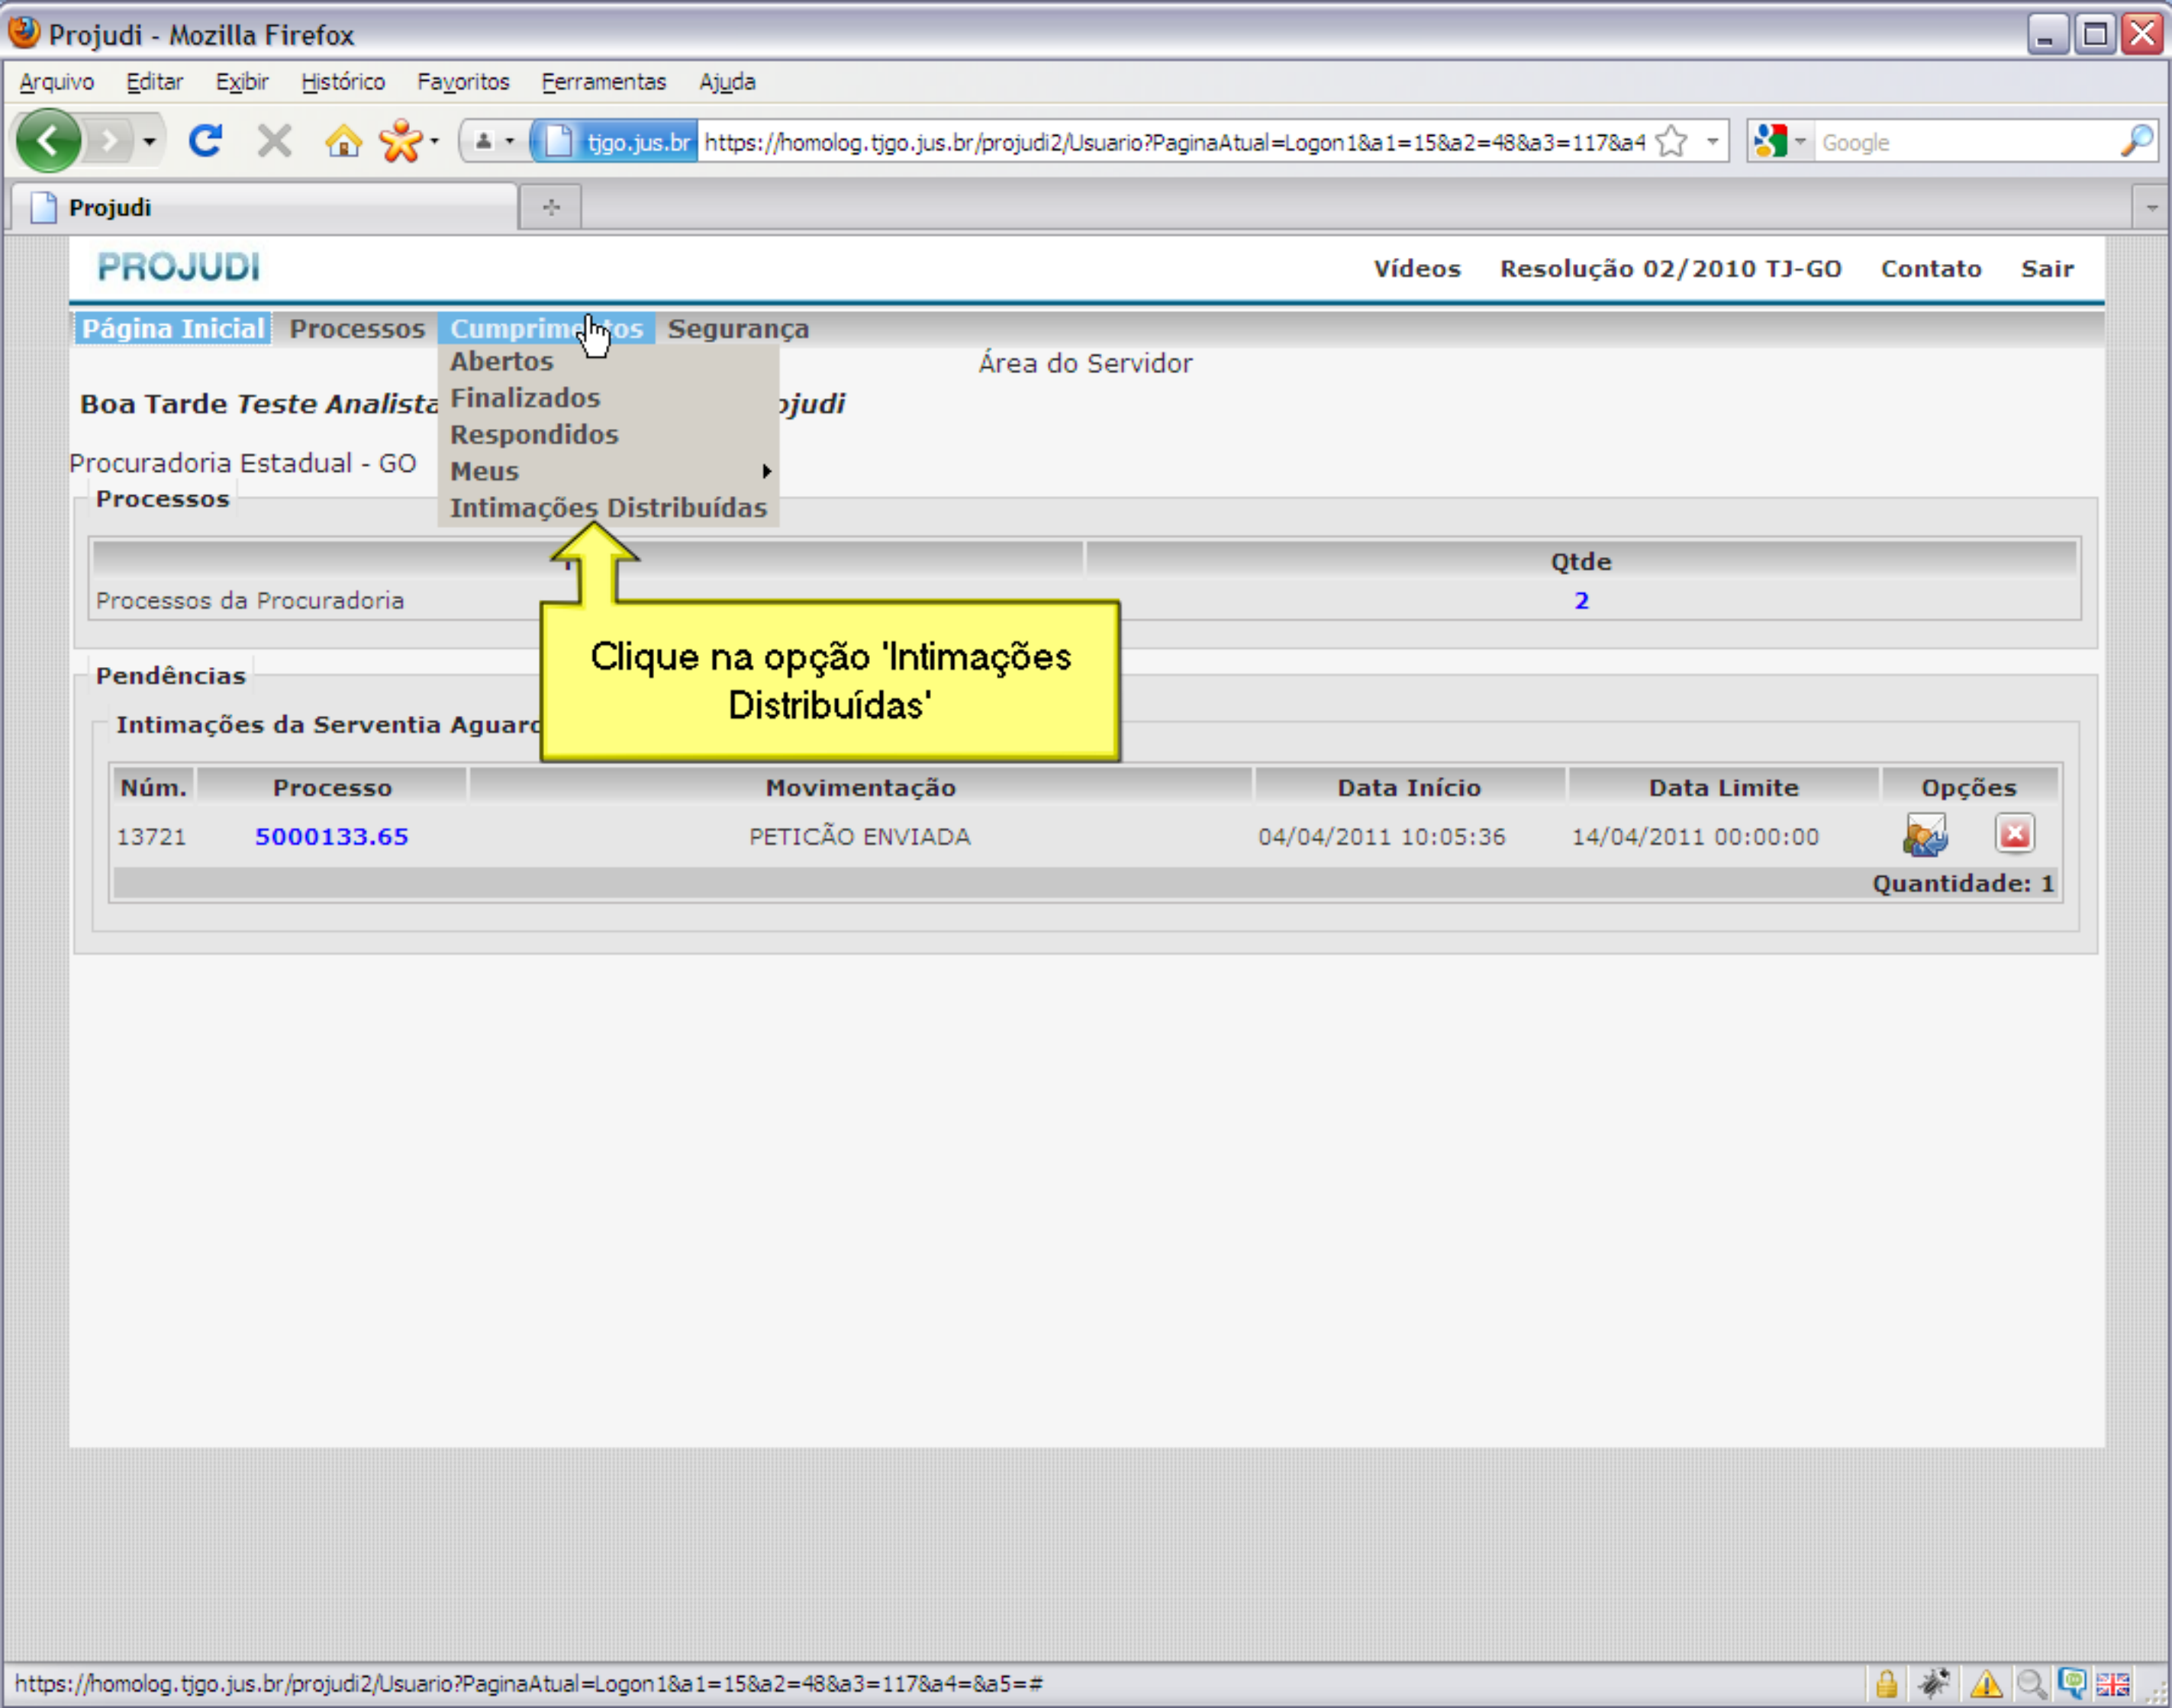 Projudi - Mozilla Firefox
Arquivo Editar Exibir Histórico Favoritos Ferramentas Ajuda
tjgo.jus.br https://homolog.tjgo.jus.br/projudi2/Usuario?PaginaAtual=Logon1&a1=15&a2=48&a3=117&a4 Google
Projudi
PROJUDI
Vídeos Resolução 02/2010 TJ-GO Contato Sair
Página Inicial Processos Cumprimentos Segurança
Abertos
Área do Servidor
Finalizados
Boa Tarde Teste Analista
Respondidos
Procuradoria Estadual - GO
Meus
Processos
Intimações Distribuídas
Qtde
Processos da Procuradoria 2
Clique na opção 'Intimações
Distribuídas'
Pendências
Intimações da Serventia
Núm. Processo Movimentação Data Início Data Limite Opções
13721 5000133.65 PETICÃO ENVIADA 04/04/2011 10:05:36 14/04/2011 00:00:00
Quantidade: 1
https://homolog.tjgo.jus.br/projudi2/Usuario?PaginaAtual=Logon1&a1=15&a2=48&a3=117&a4=&a5=#